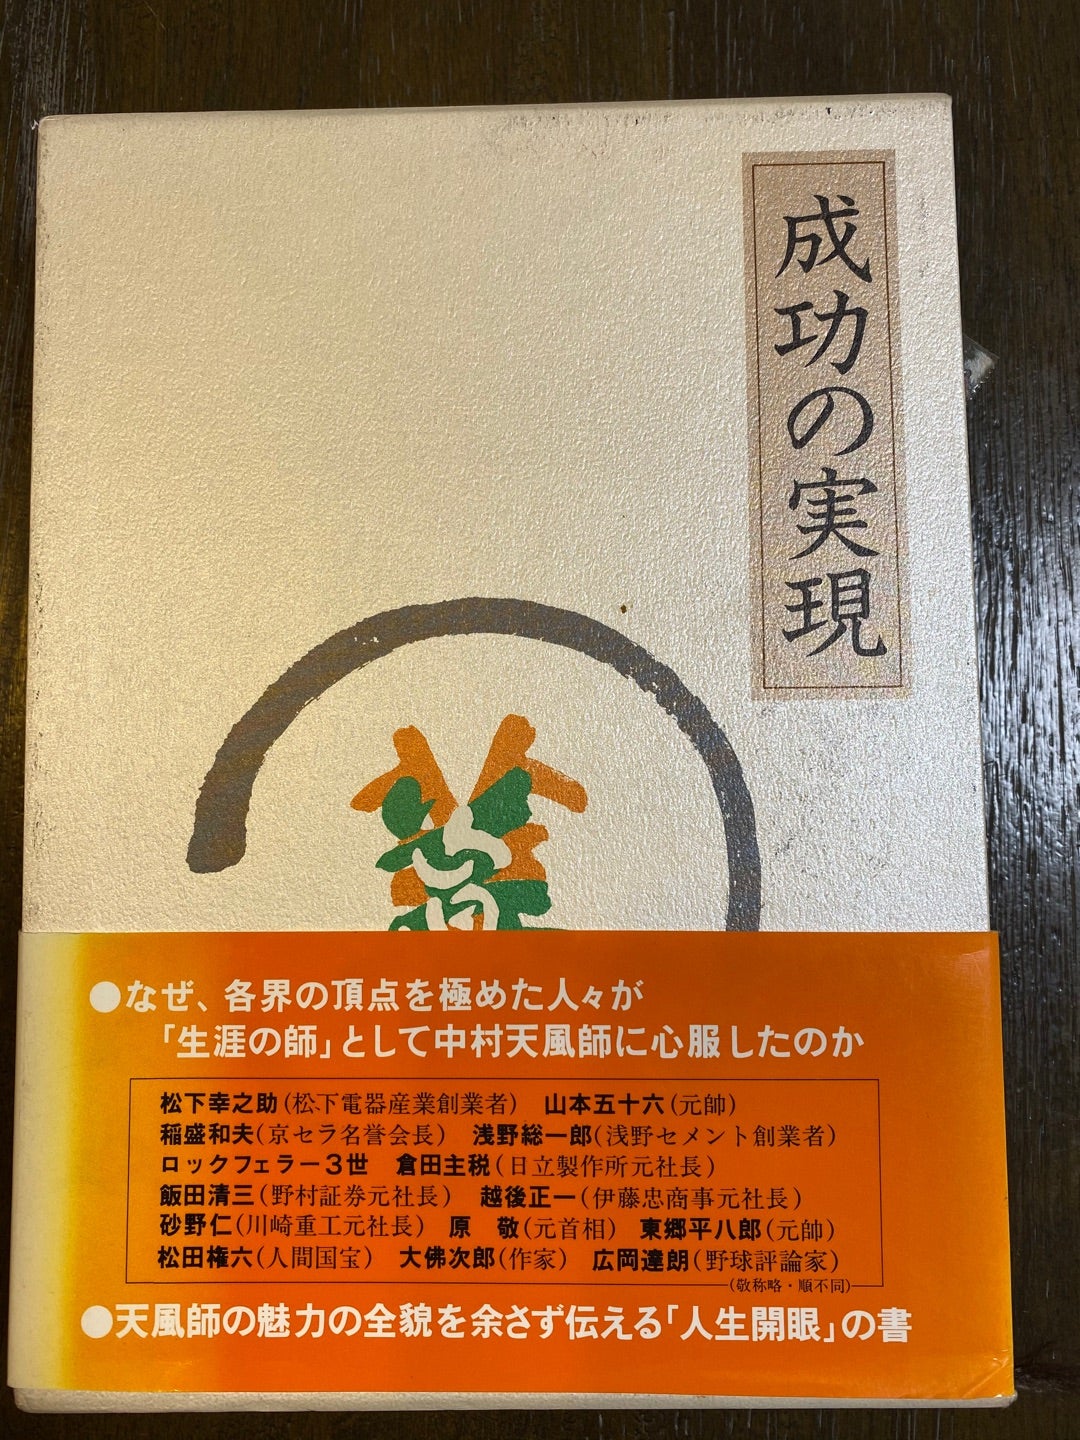 成功の実現
●なぜ、各界の頂点を極めた人々が
「生涯の師」として中村天風師に心服したのか
松下幸之助(松下電器産業創業者) 山本五十六(元帥)
稲盛和夫(京セラ名誉会長) 浅野総一郎(浅野セメント創業者)
ロックフェラー3世 倉田主税(日立製作所元社長)
飯田清三(野村証券元社長) 越後正一(伊藤忠商事元社長)
砂野仁(川崎重工元社長) 原 敬(元首相) 東郷平八郎(元帥)
松田権六(人間国宝) 大佛次郎(作家) 広岡達朗(野球評論家)
(敬称略・順不同)
●天風師の魅力の全貌を余さず伝える「人生開眼」の書